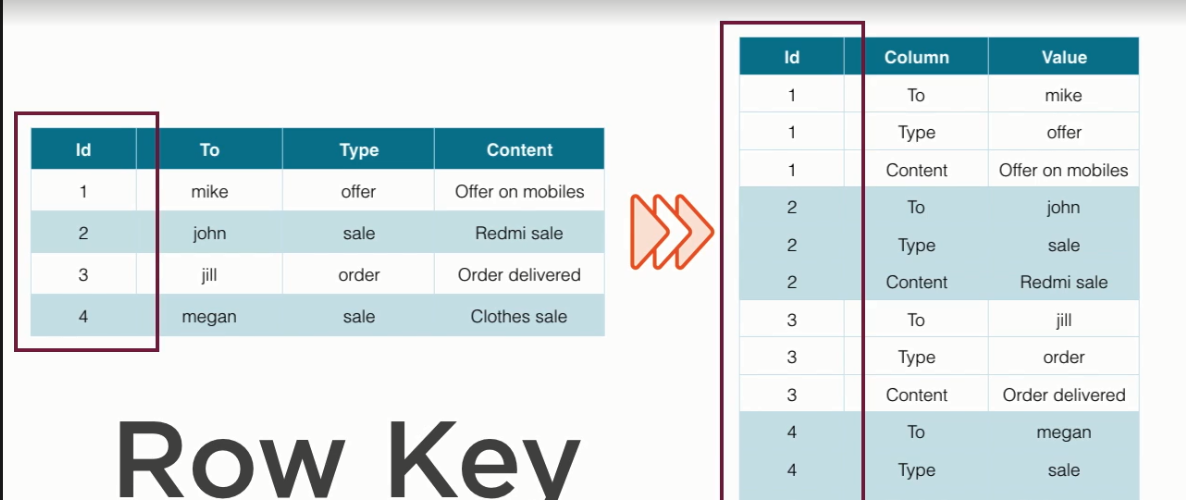 Id To Type Content
1 mike offer Offer on mobiles
2 john sale Redmi sale
3 jill order Order delivered
4 megan sale Clothes sale
Row Key
Id Column Value
1 To mike
1 Type offer
1 Content Offer on mobiles
2 To john
2 Type sale
2 Content Redmi sale
3 To jill
3 Type order
3 Content Order delivered
4 To megan
4 Type sale